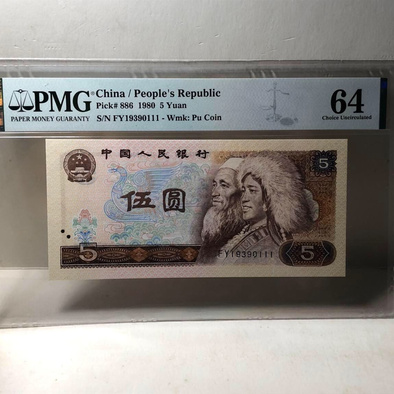 PMG China / People's Republic 64
Pick# 886 1980 5 Yuan
PAPER MONEY GUARANTY S/N FY19390111 - Wmk: Pu Coin Choice Uncirculated
中国人民银行 5
伍圆
FY19390111
5 5